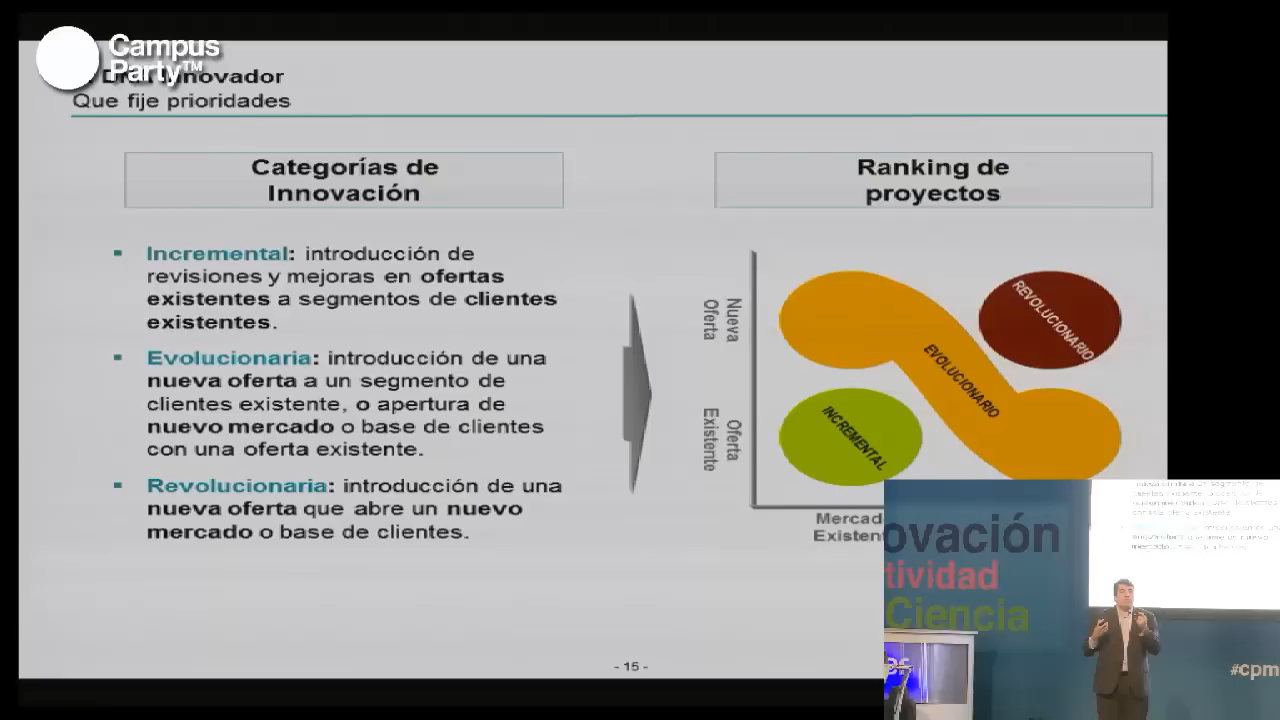 Campus
Party™
novador
Que fije prioridades
Categorías de
Innovación
Ranking de
proyectos
Incremental: introducción de
revisiones y mejoras en ofertas
existentes a segmentos de clientes
existentes.
Evolucionaria: introducción de una
nueva oferta a un segmento de
clientes existente, o apertura de
nuevo mercado o base de clientes
con una oferta existente.
Revolucionaria: introducción de una
nueva oferta que abre un nuevo
mercado o base de clientes.
Nueva
Oferta
Oferta
Existente
REVOLUCIONARIO
EVOLUCIONARIO
INCREMENTAL
Mercad
Existen
- 15 -
ovación
tividad
Ciencia
#cpm